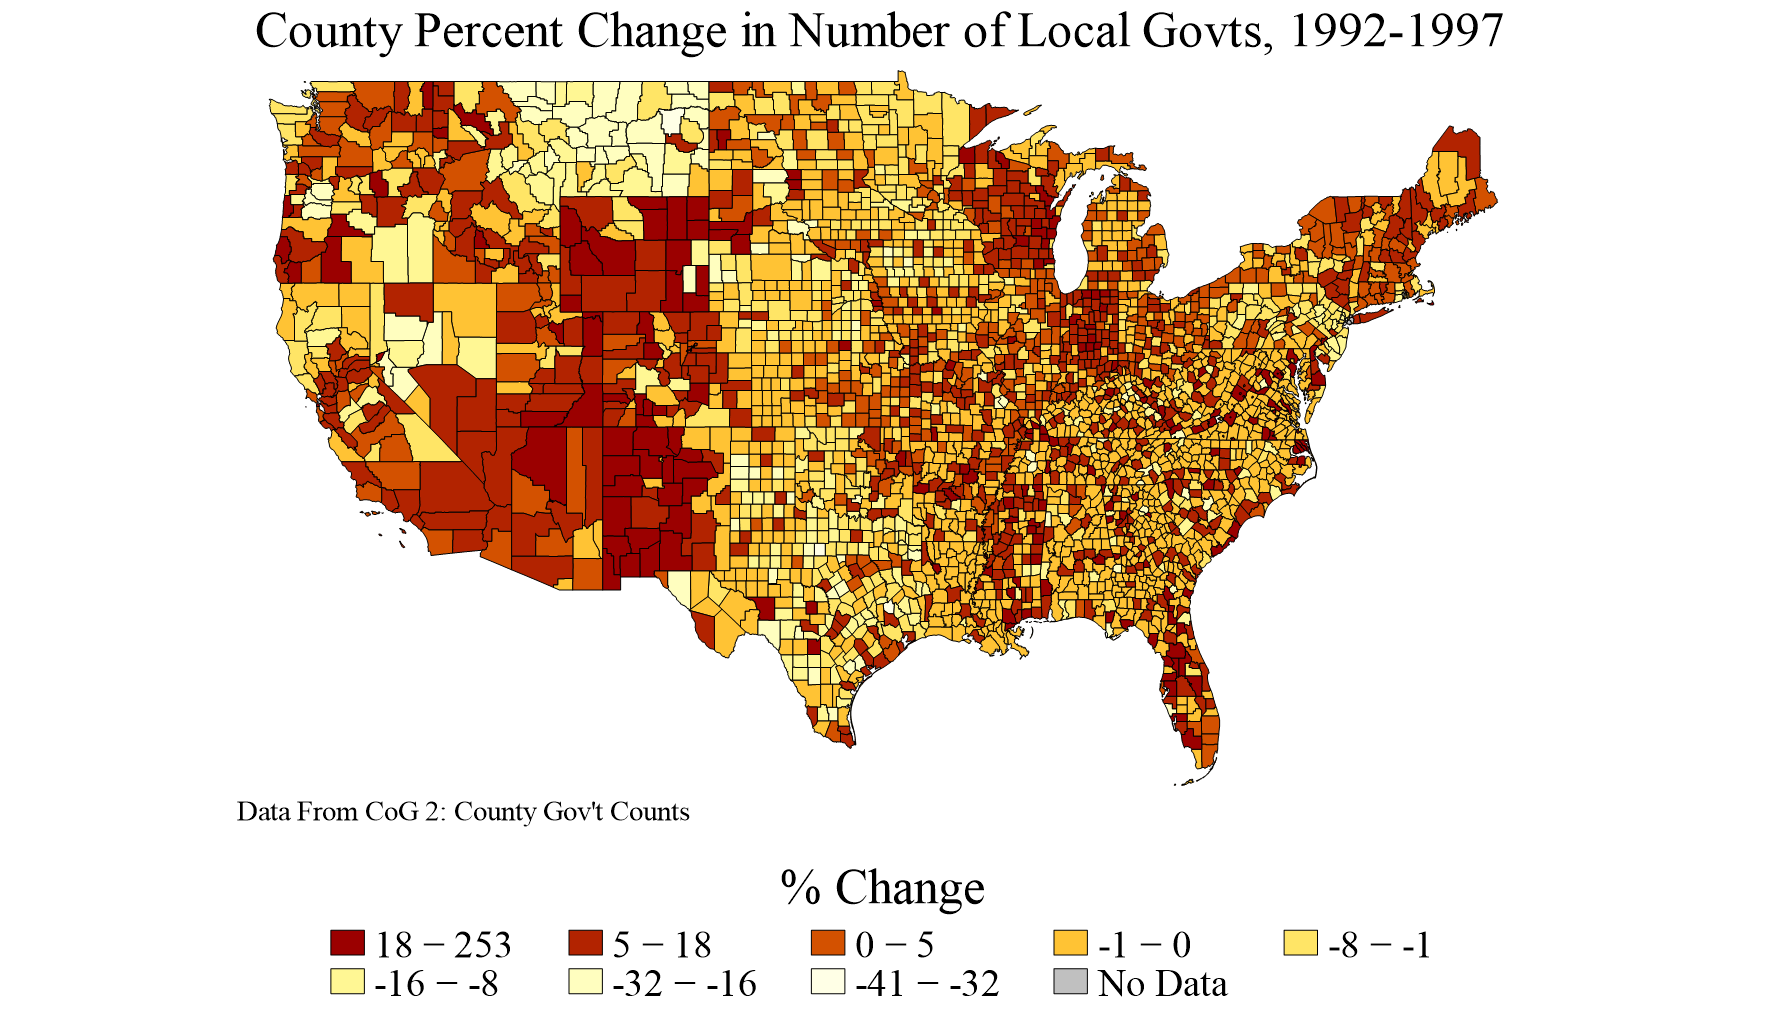 County Percent Change in Number of Local Govts, 1992-1997
Data From CoG 2: County Gov't Counts
% Change
18 − 253
5 − 18
0 − 5
-1 − 0
-8 − -1
-16 − -8
-32 − -16
-41 − -32
No Data